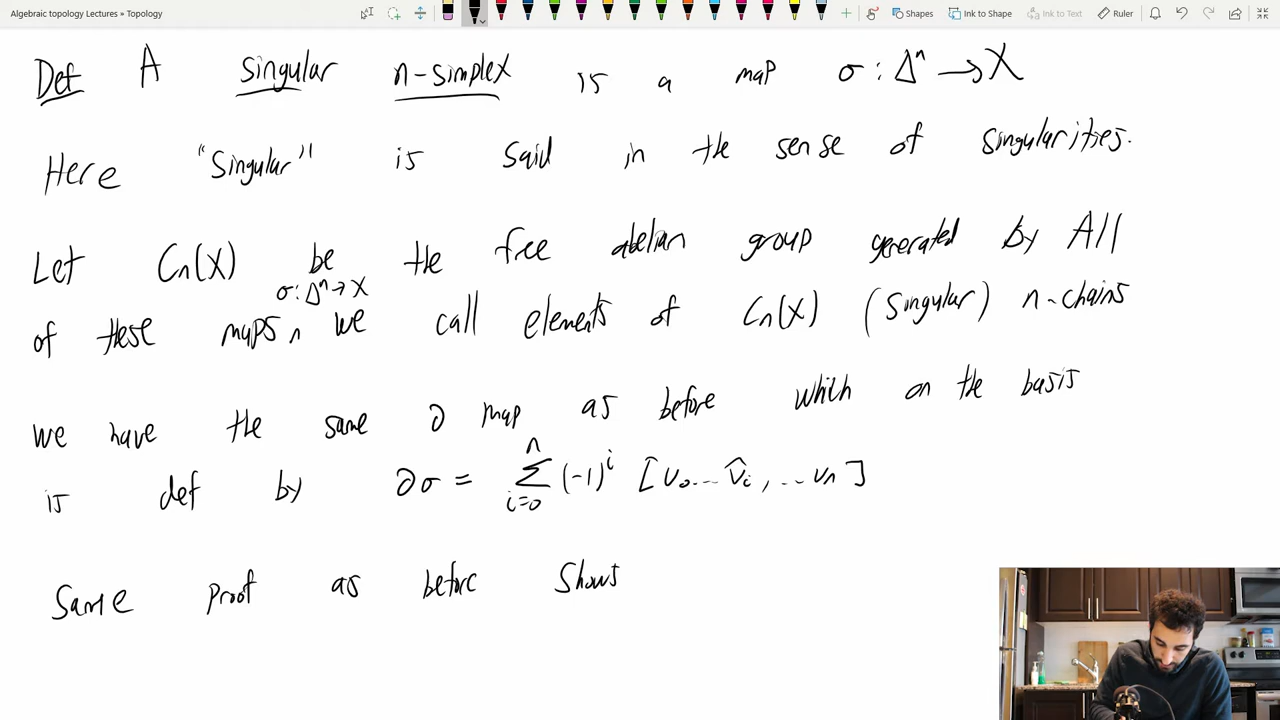 Algebraic topology Lectures » Topology
Shapes Ink to Shape Ink to Text Ruler
Def A Singular n-simplex is a map σ : Δⁿ → X
Here "Singular" is said in the sense of singularities.
Let Cₙ(X) be the free abelian group generated by All
σ: Δⁿ → X
of these maps, we call elements of Cₙ(X) (Singular) n-chains
we have the same ∂ map as before which on the basis
is def by ∂σ = Σⁿᵢ₌₀ (-1)ⁱ [v₀... v̂ᵢ, ... vₙ]
Same proof as before shows